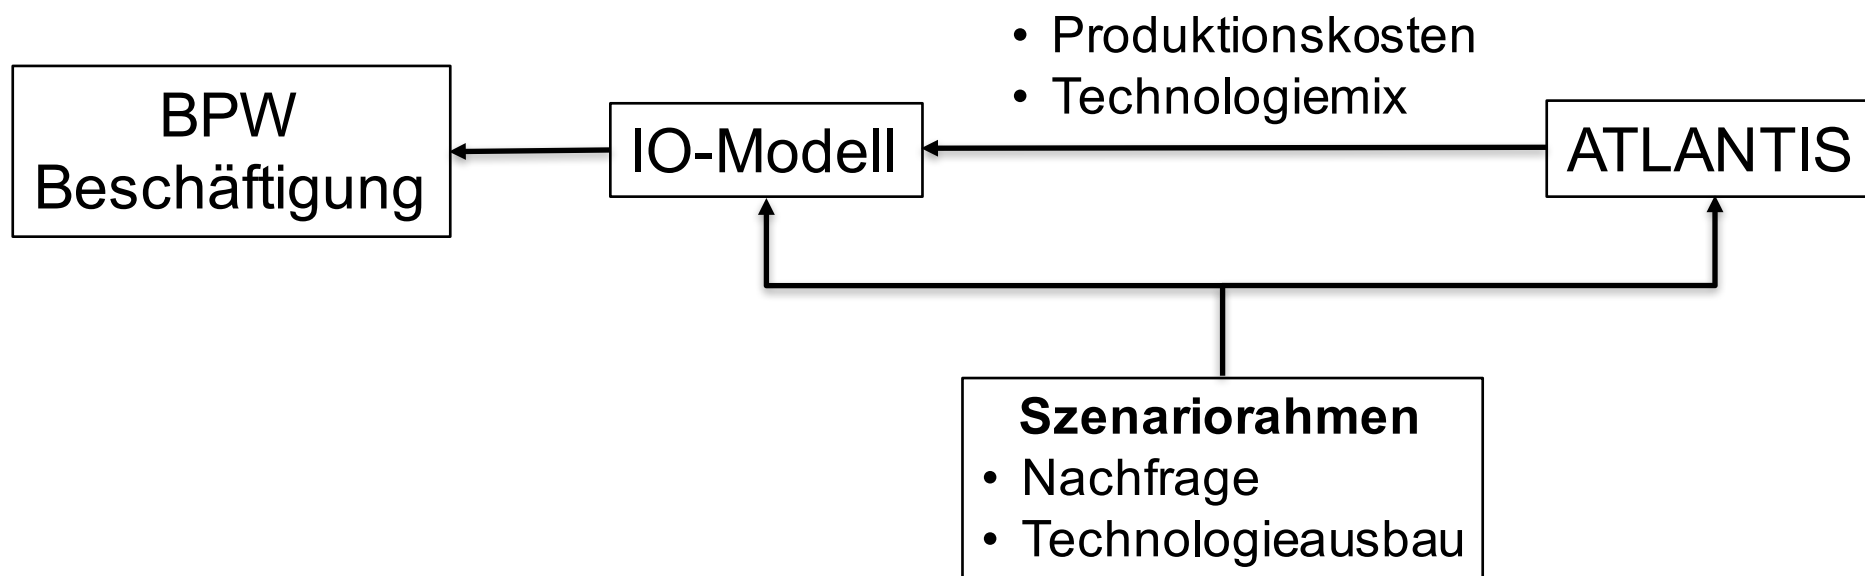 • Produktionskosten
• Technologiemix
BPW
Beschäftigung
IO-Modell
ATLANTIS
Szenariorahmen
• Nachfrage
• Technologieausbau